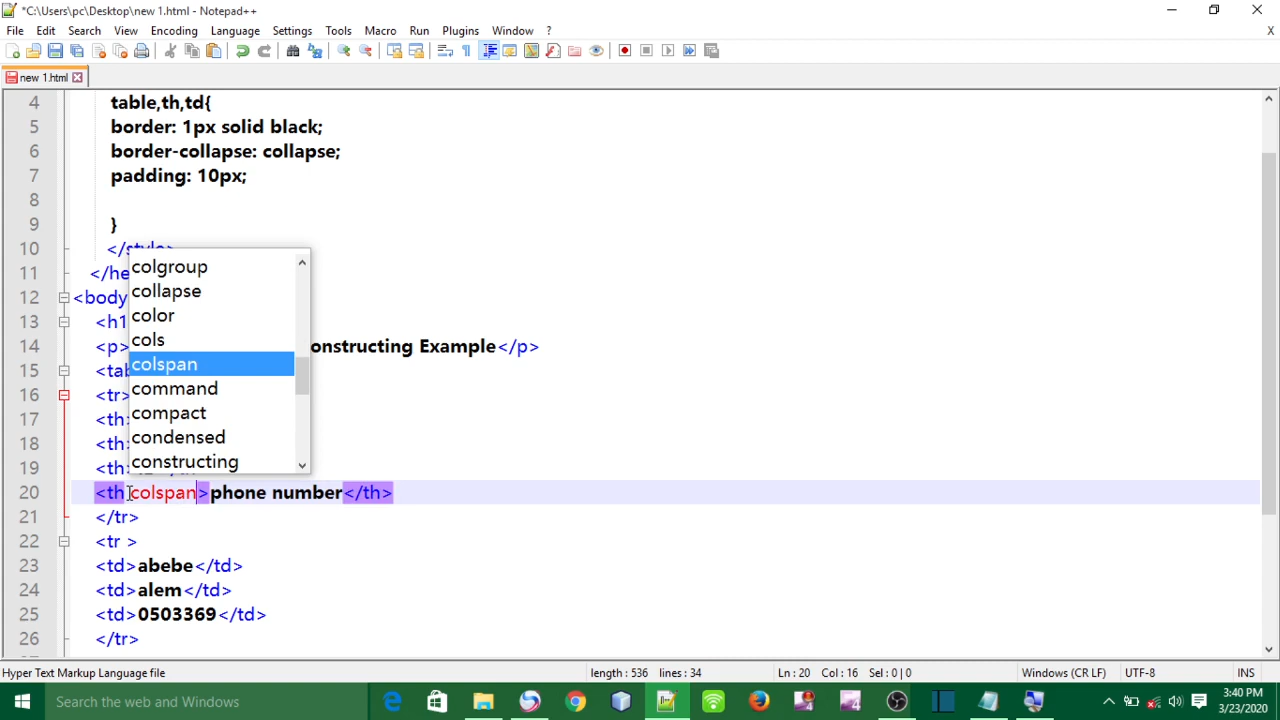 *C:\Users\pc\Desktop\new 1.html - Notepad++
File Edit Search View Encoding Language Settings Tools Macro Run Plugins Window ? X
new 1.html
4 table,th,td{
5 border: 1px solid black;
6 border-collapse: collapse;
7 padding: 10px;
8
9 }
10 </style>
11 </he
12 <body
13 <h1
14 <p> onstructing Example</p>
15 <tab
16 <tr>
17 <th>
18 <th>
19 <th>
20 <th colspan>phone number</th>
21 </tr>
22 <tr >
23 <td>abebe</td>
24 <td>alem</td>
25 <td>0503369</td>
26 </tr>
colgroup
collapse
color
cols
colspan
command
compact
condensed
constructing
Hyper Text Markup Language file length : 536 lines : 34 Ln : 20 Col : 16 Sel : 0 | 0 Windows (CR LF) UTF-8 INS
Search the web and Windows
3:40 PM
3/23/2020